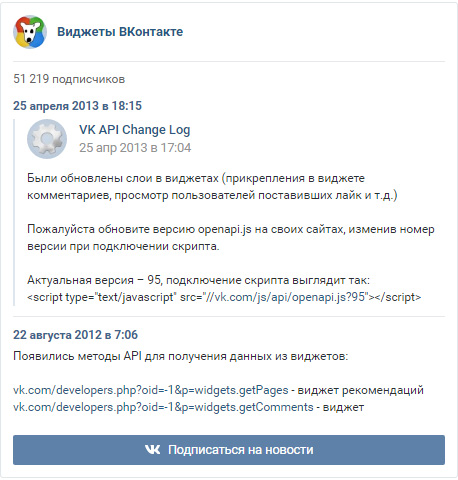 Виджеты ВКонтакте
51 219 подписчиков
25 апреля 2013 в 18:15
VK API Change Log
25 апр 2013 в 17:04
Были обновлены слои в виджетах (прикрепления в виджете
комментариев, просмотр пользователей поставивших лайк и т.д.)
Пожалуйста обновите версию openapi.js на своих сайтах, изменив номер
версии при подключении скрипта.
Актуальная версия – 95, подключение скрипта выглядит так:
<script type="text/javascript" src="//vk.com/js/api/openapi.js?95"></script>
22 августа 2012 в 7:06
Появились методы API для получения данных из виджетов:
vk.com/developers.php?oid=-1&p=widgets.getPages - виджет рекомендаций
vk.com/developers.php?oid=-1&p=widgets.getComments - виджет
Подписаться на новости